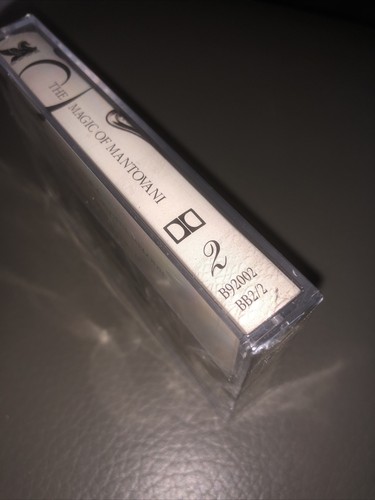 THE MAGIC OF MANTOVANI
2
B92002
BB2/2